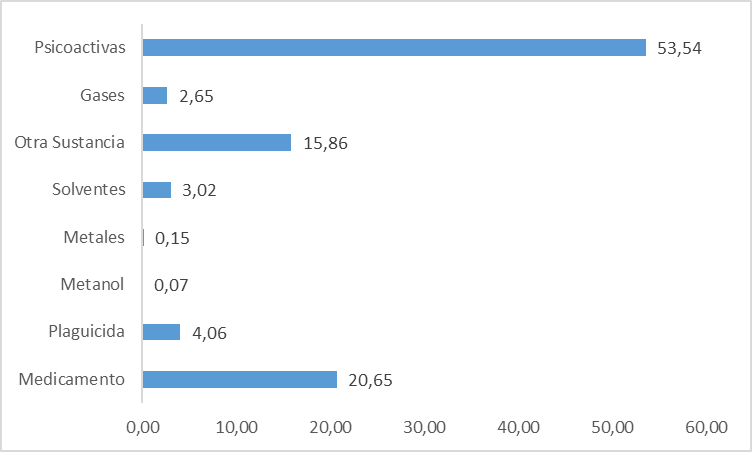 Psicoactivas 53,54
Gases 2,65
Otra Sustancia 15,86
Solventes 3,02
Metales 0,15
Metanol 0,07
Plaguicida 4,06
Medicamento 20,65
0,00 10,00 20,00 30,00 40,00 50,00 60,00